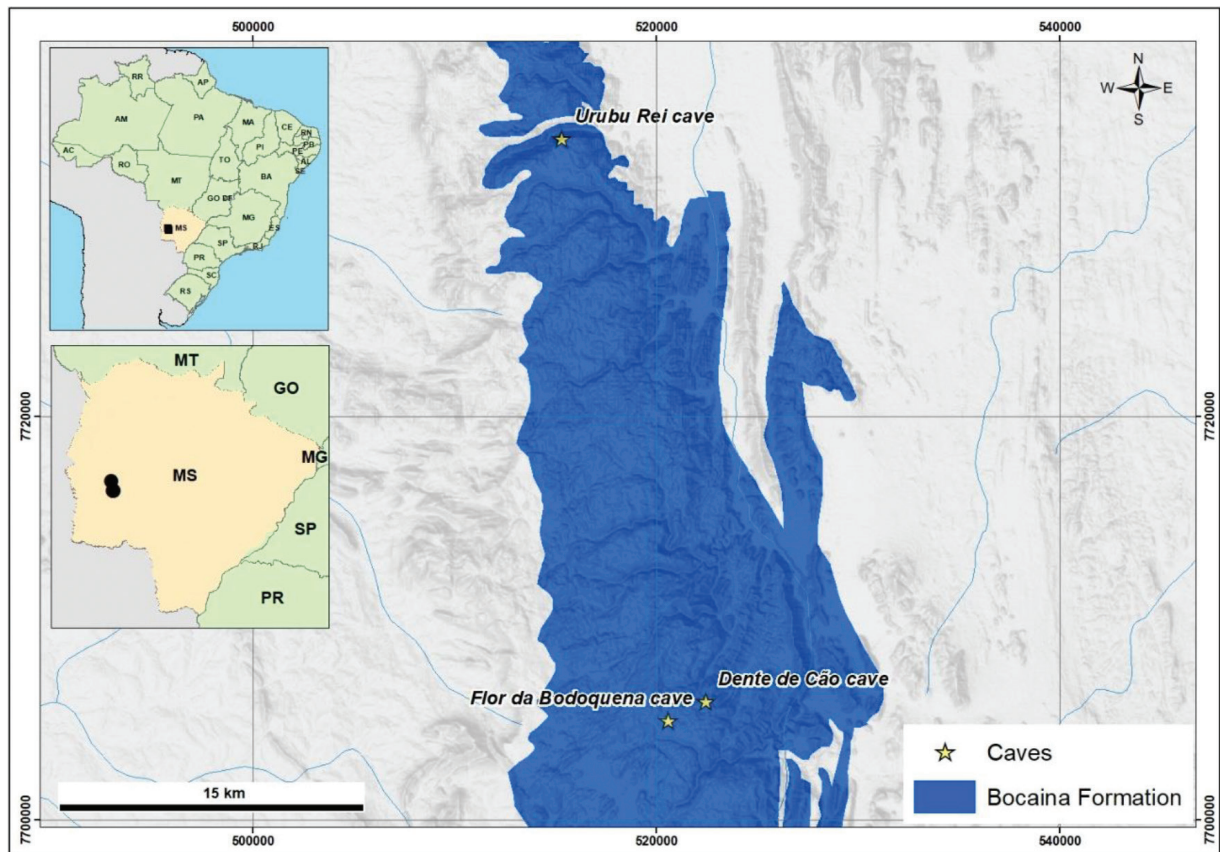 500000
520000
540000
N
W E
S
Urubu Rei cave
RR
AP
AM
PA
MA
CE
RN
PB
PI
PE
AL
SE
AC
TO
RO
BA
MT
GO DF
MG
ES
MS
SP
RJ
PR
SC
RS
7720000
7720000
MT
GO
MG
MS
SP
PR
Dente de Cão cave
Flor da Bodoquena cave
Caves
Bocaina Formation
15 km
7700000
7700000
500000
520000
540000